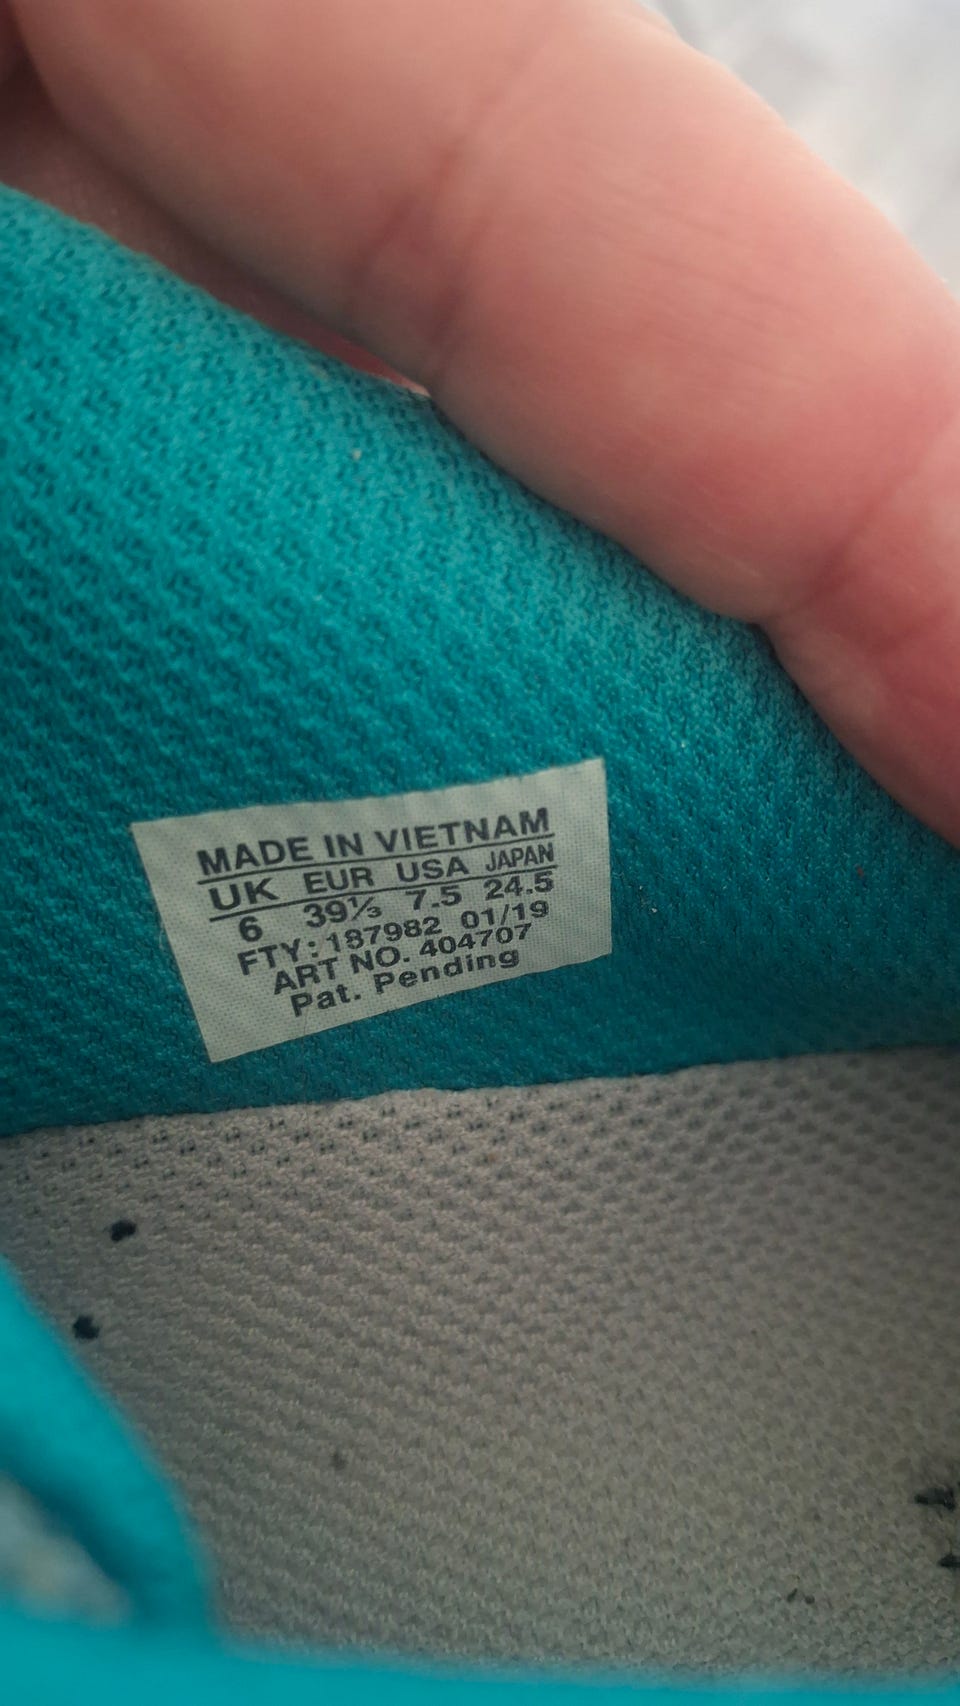 MADE IN VIETNAM
UK EUR USA JAPAN
6 39⅓ 7.5 24.5
FTY: 187982 01/19
ART NO. 404707
Pat. Pending